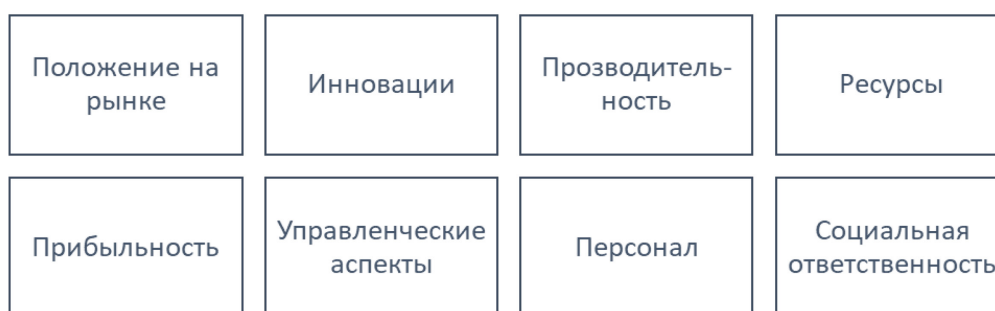 Положение на
рынке
Инновации
Прозводитель-
ность
Ресурсы
Прибыльность
Управленческие
аспекты
Персонал
Социальная
ответственность